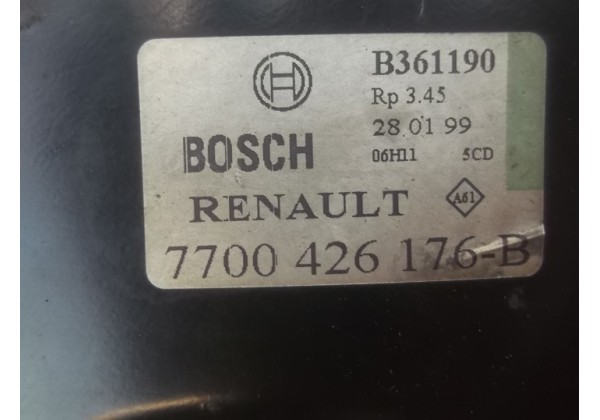 B361190
Rp 3.45
28 01 99
BOSCH 06H11 5CD
RENAULT A61
7700 426 176-B